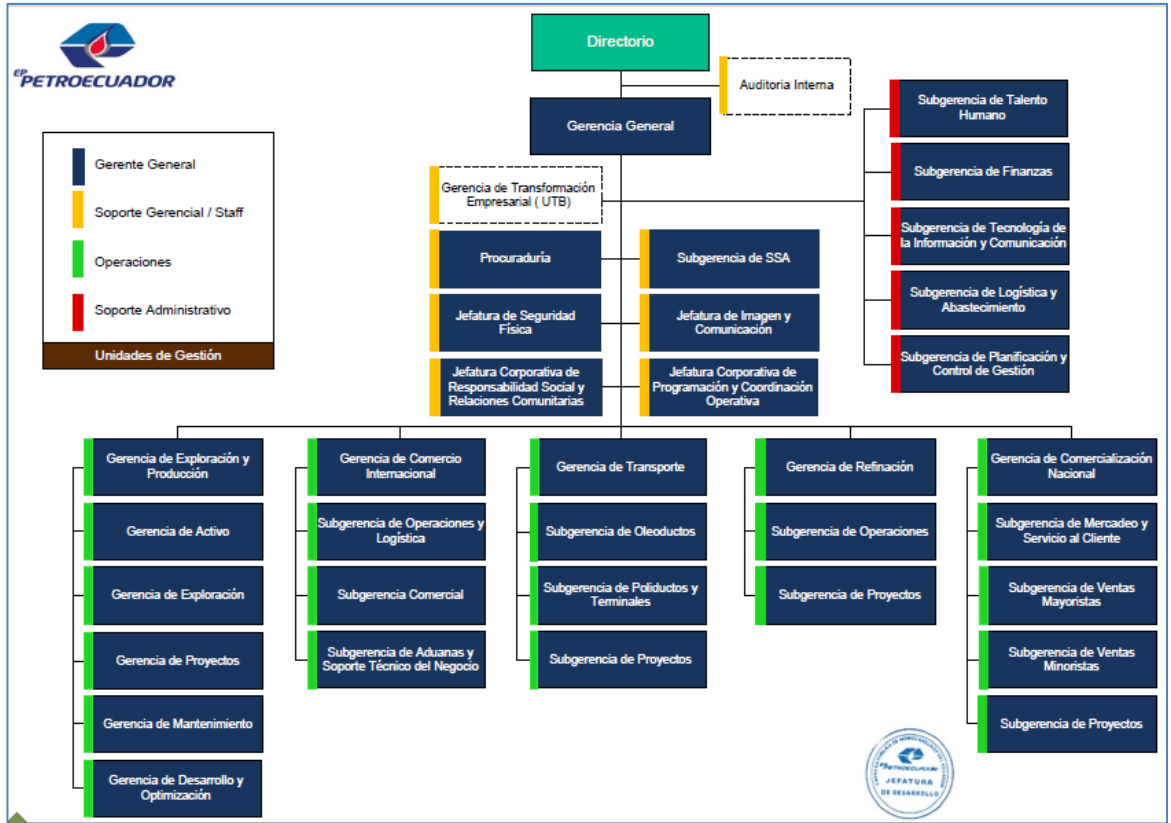 Directorio
EP PETROECUADOR
Auditoria Interna
Gerencia General
Subgerencia de Talento
Humano
Gerente General
Soporte Gerencial / Staff
Operaciones
Soporte Administrativo
Unidades de Gestión
Gerencia de Transformación
Empresarial ( UTB)
Subgerencia de Finanzas
Procuraduría
Subgerencia de SSA
Subgerencia de Tecnología de
la Información y Comunicación
Jefatura de Seguridad
Física
Jefatura de Imagen y
Comunicación
Subgerencia de Logística y
Abastecimiento
Jefatura Corporativa de
Responsabilidad Social y
Relaciones Comunitarias
Jefatura Corporativa de
Programación y Coordinación
Operativa
Subgerencia de Planificación y
Control de Gestión
Gerencia de Exploración y
Producción
Gerencia de Activo
Gerencia de Exploración
Gerencia de Proyectos
Gerencia de Mantenimiento
Gerencia de Desarrollo y
Optimización
Gerencia de Comercio
Internacional
Subgerencia de Operaciones y
Logística
Subgerencia Comercial
Subgerencia de Aduanas y
Soporte Técnico del Negocio
Gerencia de Transporte
Subgerencia de Oleoductos
Subgerencia de Poliductos y
Terminales
Subgerencia de Proyectos
Gerencia de Refinación
Subgerencia de Operaciones
Subgerencia de Proyectos
Gerencia de Comercialización
Nacional
Subgerencia de Mercadeo y
Servicio al Cliente
Subgerencia de Ventas
Mayoristas
Subgerencia de Ventas
Minoristas
Subgerencia de Proyectos
EP PETROECUADOR
JEFATURA
DE DESARROLLO